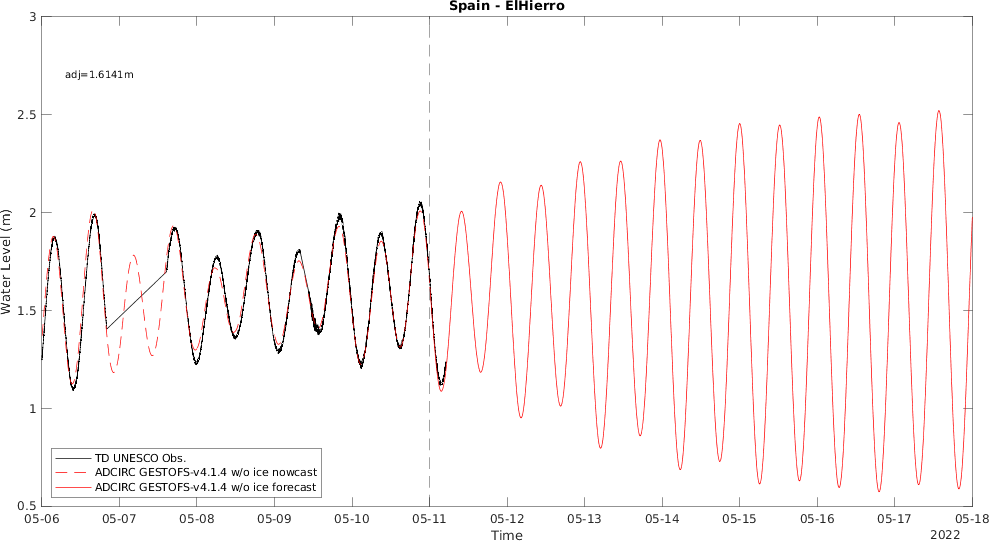 Spain - ElHierro
adj=1.6141m
Water Level (m)
3
2.5
2
1.5
1
0.5
TD UNESCO Obs.
ADCIRC GESTOFS-v4.1.4 w/o ice nowcast
ADCIRC GESTOFS-v4.1.4 w/o ice forecast
05-06 05-07 05-08 05-09 05-10 05-11 05-12 05-13 05-14 05-15 05-16 05-17 05-18
Time
2022